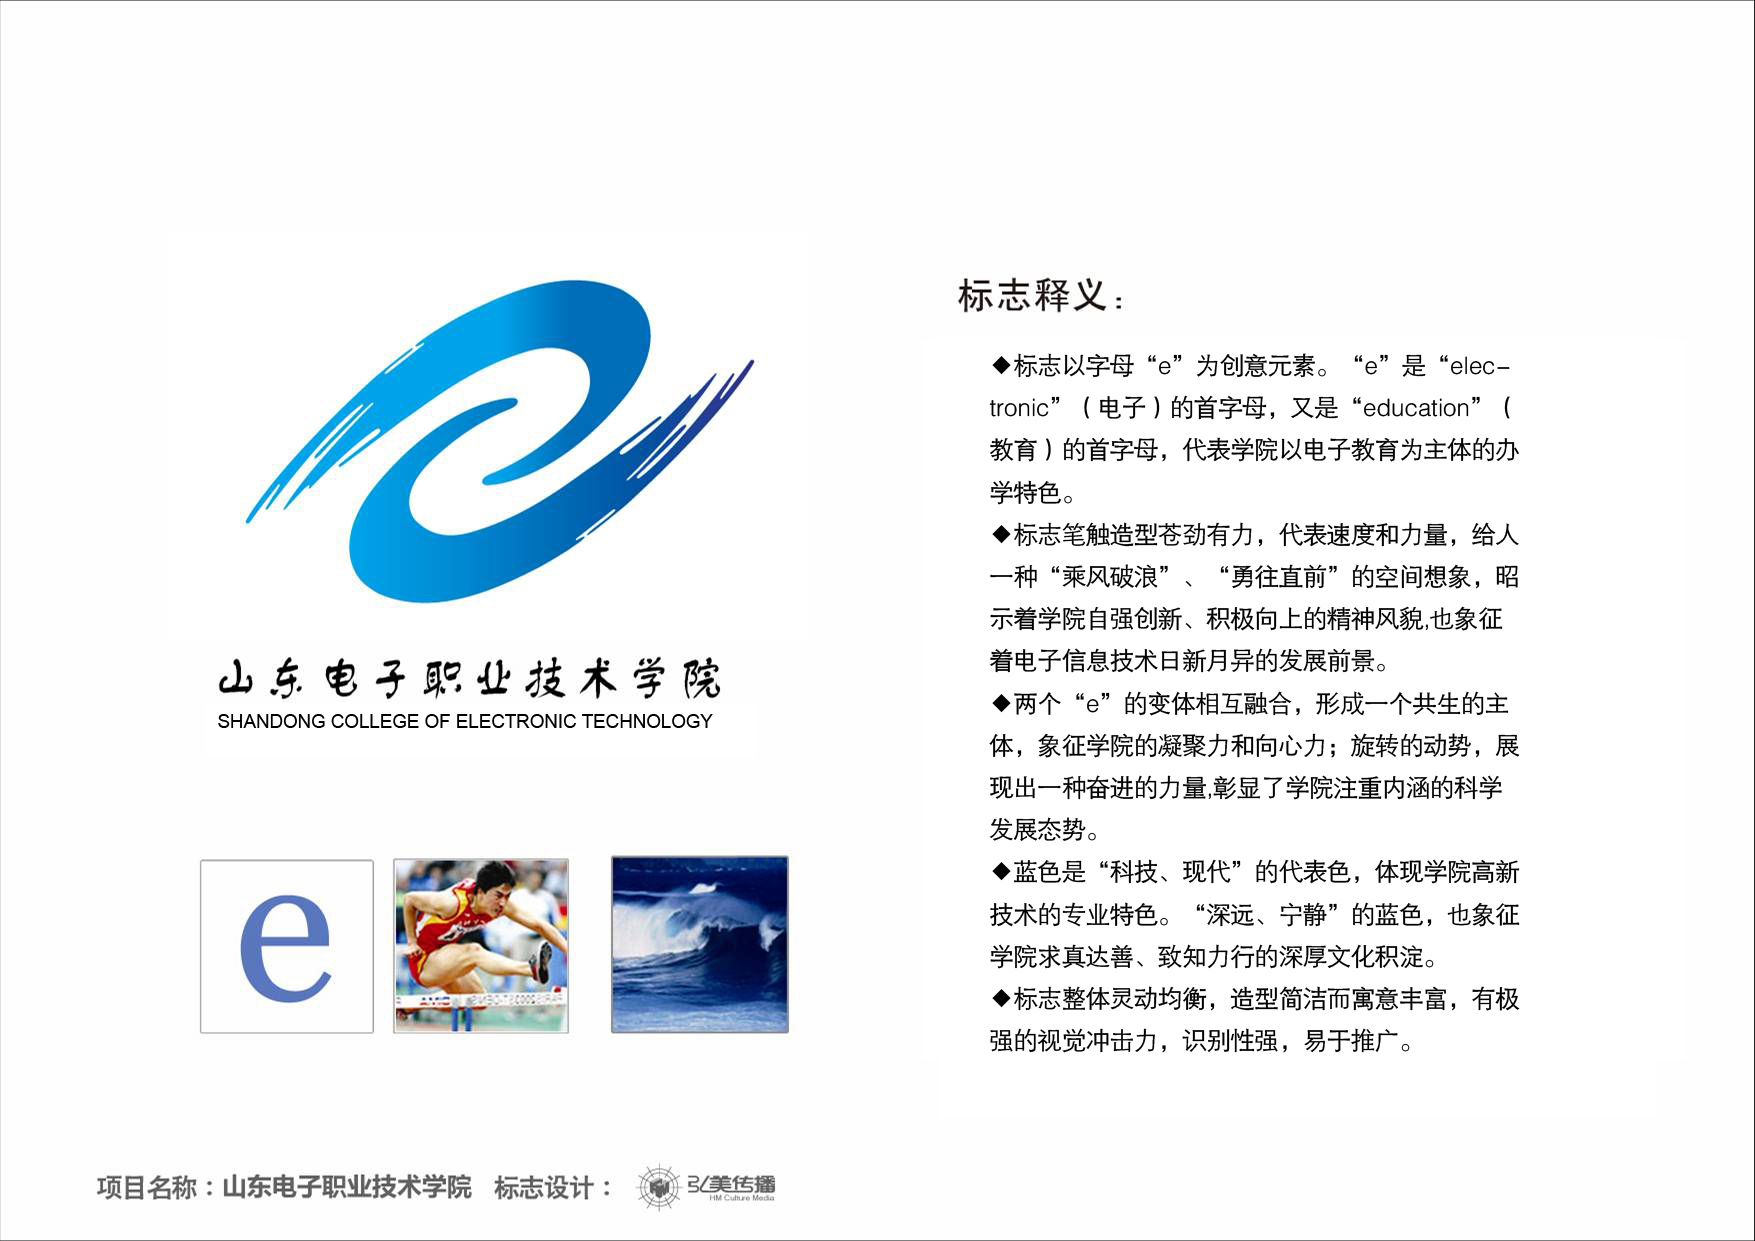 山东电子职业技术学院
SHANDONG COLLEGE OF ELECTRONIC TECHNOLOGY
e
标志释义：
◆标志以字母“e”为创意元素。“e”是“elec-
tronic”（电子）的首字母，又是“education”（
教育）的首字母，代表学院以电子教育为主体的办
学特色。
◆标志笔触造型苍劲有力，代表速度和力量，给人
一种“乘风破浪”、“勇往直前”的空间想象，昭
示着学院自强创新、积极向上的精神风貌,也象征
着电子信息技术日新月异的发展前景。
◆两个“e”的变体相互融合，形成一个共生的主
体，象征学院的凝聚力和向心力；旋转的动势，展
现出一种奋进的力量,彰显了学院注重内涵的科学
发展态势。
◆蓝色是“科技、现代”的代表色，体现学院高新
技术的专业特色。“深远、宁静”的蓝色，也象征
学院求真达善、致知力行的深厚文化积淀。
◆标志整体灵动均衡，造型简洁而寓意丰富，有极
强的视觉冲击力，识别性强，易于推广。
项目名称：山东电子职业技术学院 标志设计： 弘美传播
HM Culture Media